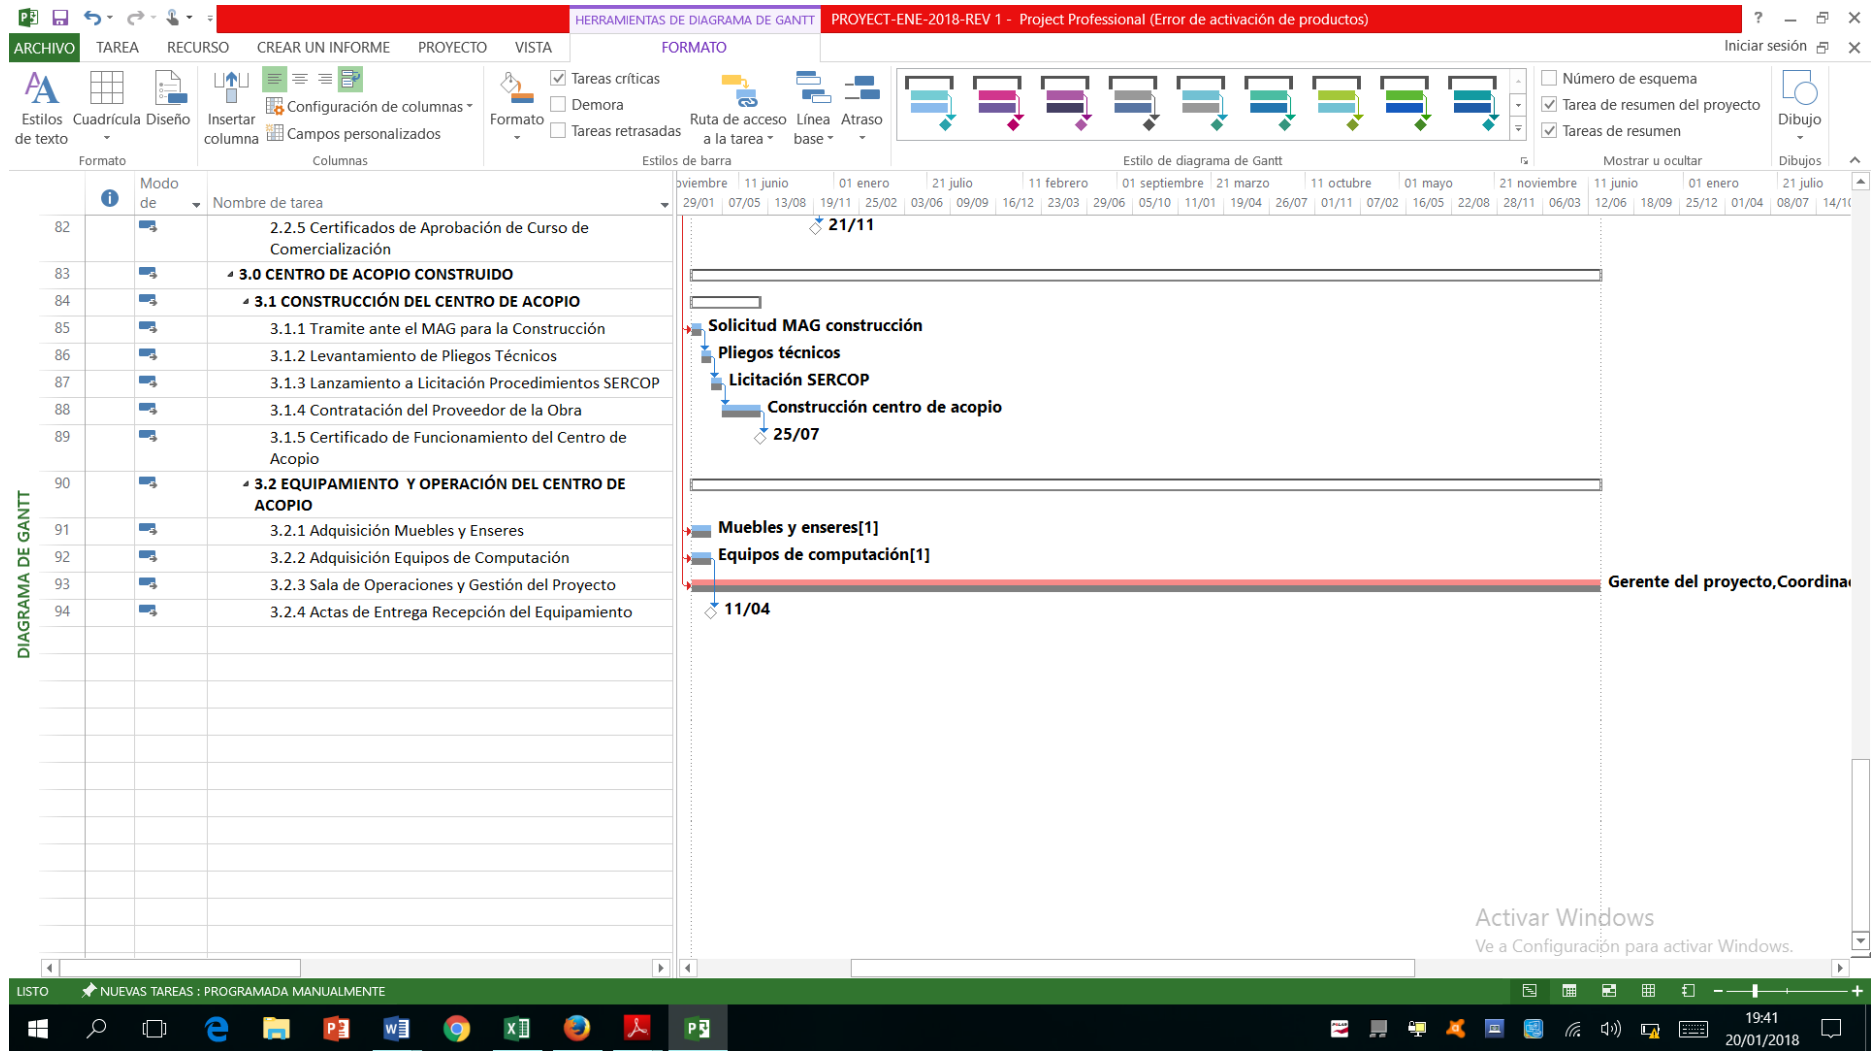 HERRAMIENTAS DE DIAGRAMA DE GANTT
PROYECT-ENE-2018-REV 1 - Project Professional (Error de activación de productos)
ARCHIVO TAREA RECURSO CREAR UN INFORME PROYECTO VISTA FORMATO
Iniciar sesión
Estilos de texto
Cuadrícula
Diseño
Formato
Insertar columna
Configuración de columnas
Campos personalizados
Columnas
Formato
Tareas críticas
Demora
Tareas retrasadas
Ruta de acceso a la tarea
Línea base
Atraso
Estilos de barra
Estilo de diagrama de Gantt
Número de esquema
Tarea de resumen del proyecto
Tareas de resumen
Mostrar u ocultar
Dibujo
Dibujos
Modo de
Nombre de tarea
oviembre 11 junio 01 enero 21 julio 11 febrero 01 septiembre 21 marzo 11 octubre 01 mayo 21 noviembre 11 junio 01 enero 21 julio
29/01 07/05 13/08 19/11 25/02 03/06 09/09 16/12 23/03 29/06 05/10 11/01 19/04 26/07 01/11 07/02 16/05 22/08 28/11 06/03 12/06 18/09 25/12 01/04 08/07 14/10
82 2.2.5 Certificados de Aprobación de Curso de
Comercialización
21/11
83 3.0 CENTRO DE ACOPIO CONSTRUIDO
84 3.1 CONSTRUCCIÓN DEL CENTRO DE ACOPIO
85 3.1.1 Tramite ante el MAG para la Construcción
Solicitud MAG construcción
86 3.1.2 Levantamiento de Pliegos Técnicos
Pliegos técnicos
87 3.1.3 Lanzamiento a Licitación Procedimientos SERCOP
Licitación SERCOP
88 3.1.4 Contratación del Proveedor de la Obra
Construcción centro de acopio
89 3.1.5 Certificado de Funcionamiento del Centro de
Acopio
25/07
90 3.2 EQUIPAMIENTO Y OPERACIÓN DEL CENTRO DE
ACOPIO
91 3.2.1 Adquisición Muebles y Enseres
Muebles y enseres[1]
92 3.2.2 Adquisición Equipos de Computación
Equipos de computación[1]
93 3.2.3 Sala de Operaciones y Gestión del Proyecto
Gerente del proyecto,Coordinac
94 3.2.4 Actas de Entrega Recepción del Equipamiento
11/04
DIAGRAMA DE GANTT
Activar Windows
Ve a Configuración para activar Windows.
LISTO
NUEVAS TAREAS : PROGRAMADA MANUALMENTE
19:41
20/01/2018